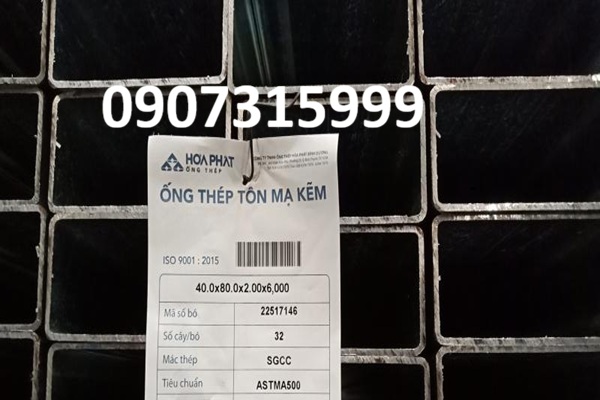 0907315999
HOA PHAT
ỐNG THÉP
ỐNG THÉP TÔN MẠ KẼM
ISO 9001 : 2015
40.0x80.0x2.00x6,000
Mã số bó 22517146
Số cây/bó 32
Mác thép SGCC
Tiêu chuẩn ASTMA500